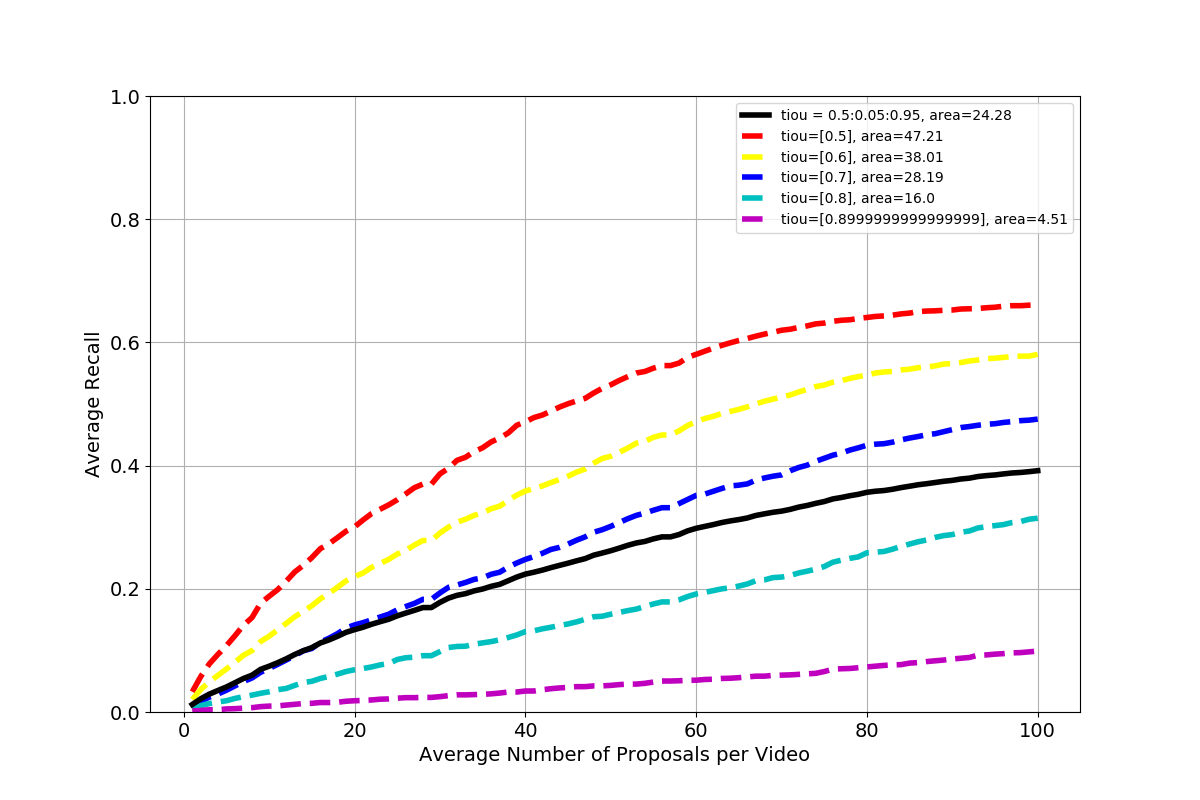 1.0
0.8
0.6
0.4
0.2
0.0
Average Recall
tiou = 0.5:0.05:0.95, area=24.28
tiou=[0.5], area=47.21
tiou=[0.6], area=38.01
tiou=[0.7], area=28.19
tiou=[0.8], area=16.0
tiou=[0.8999999999999999], area=4.51
0 20 40 60 80 100
Average Number of Proposals per Video